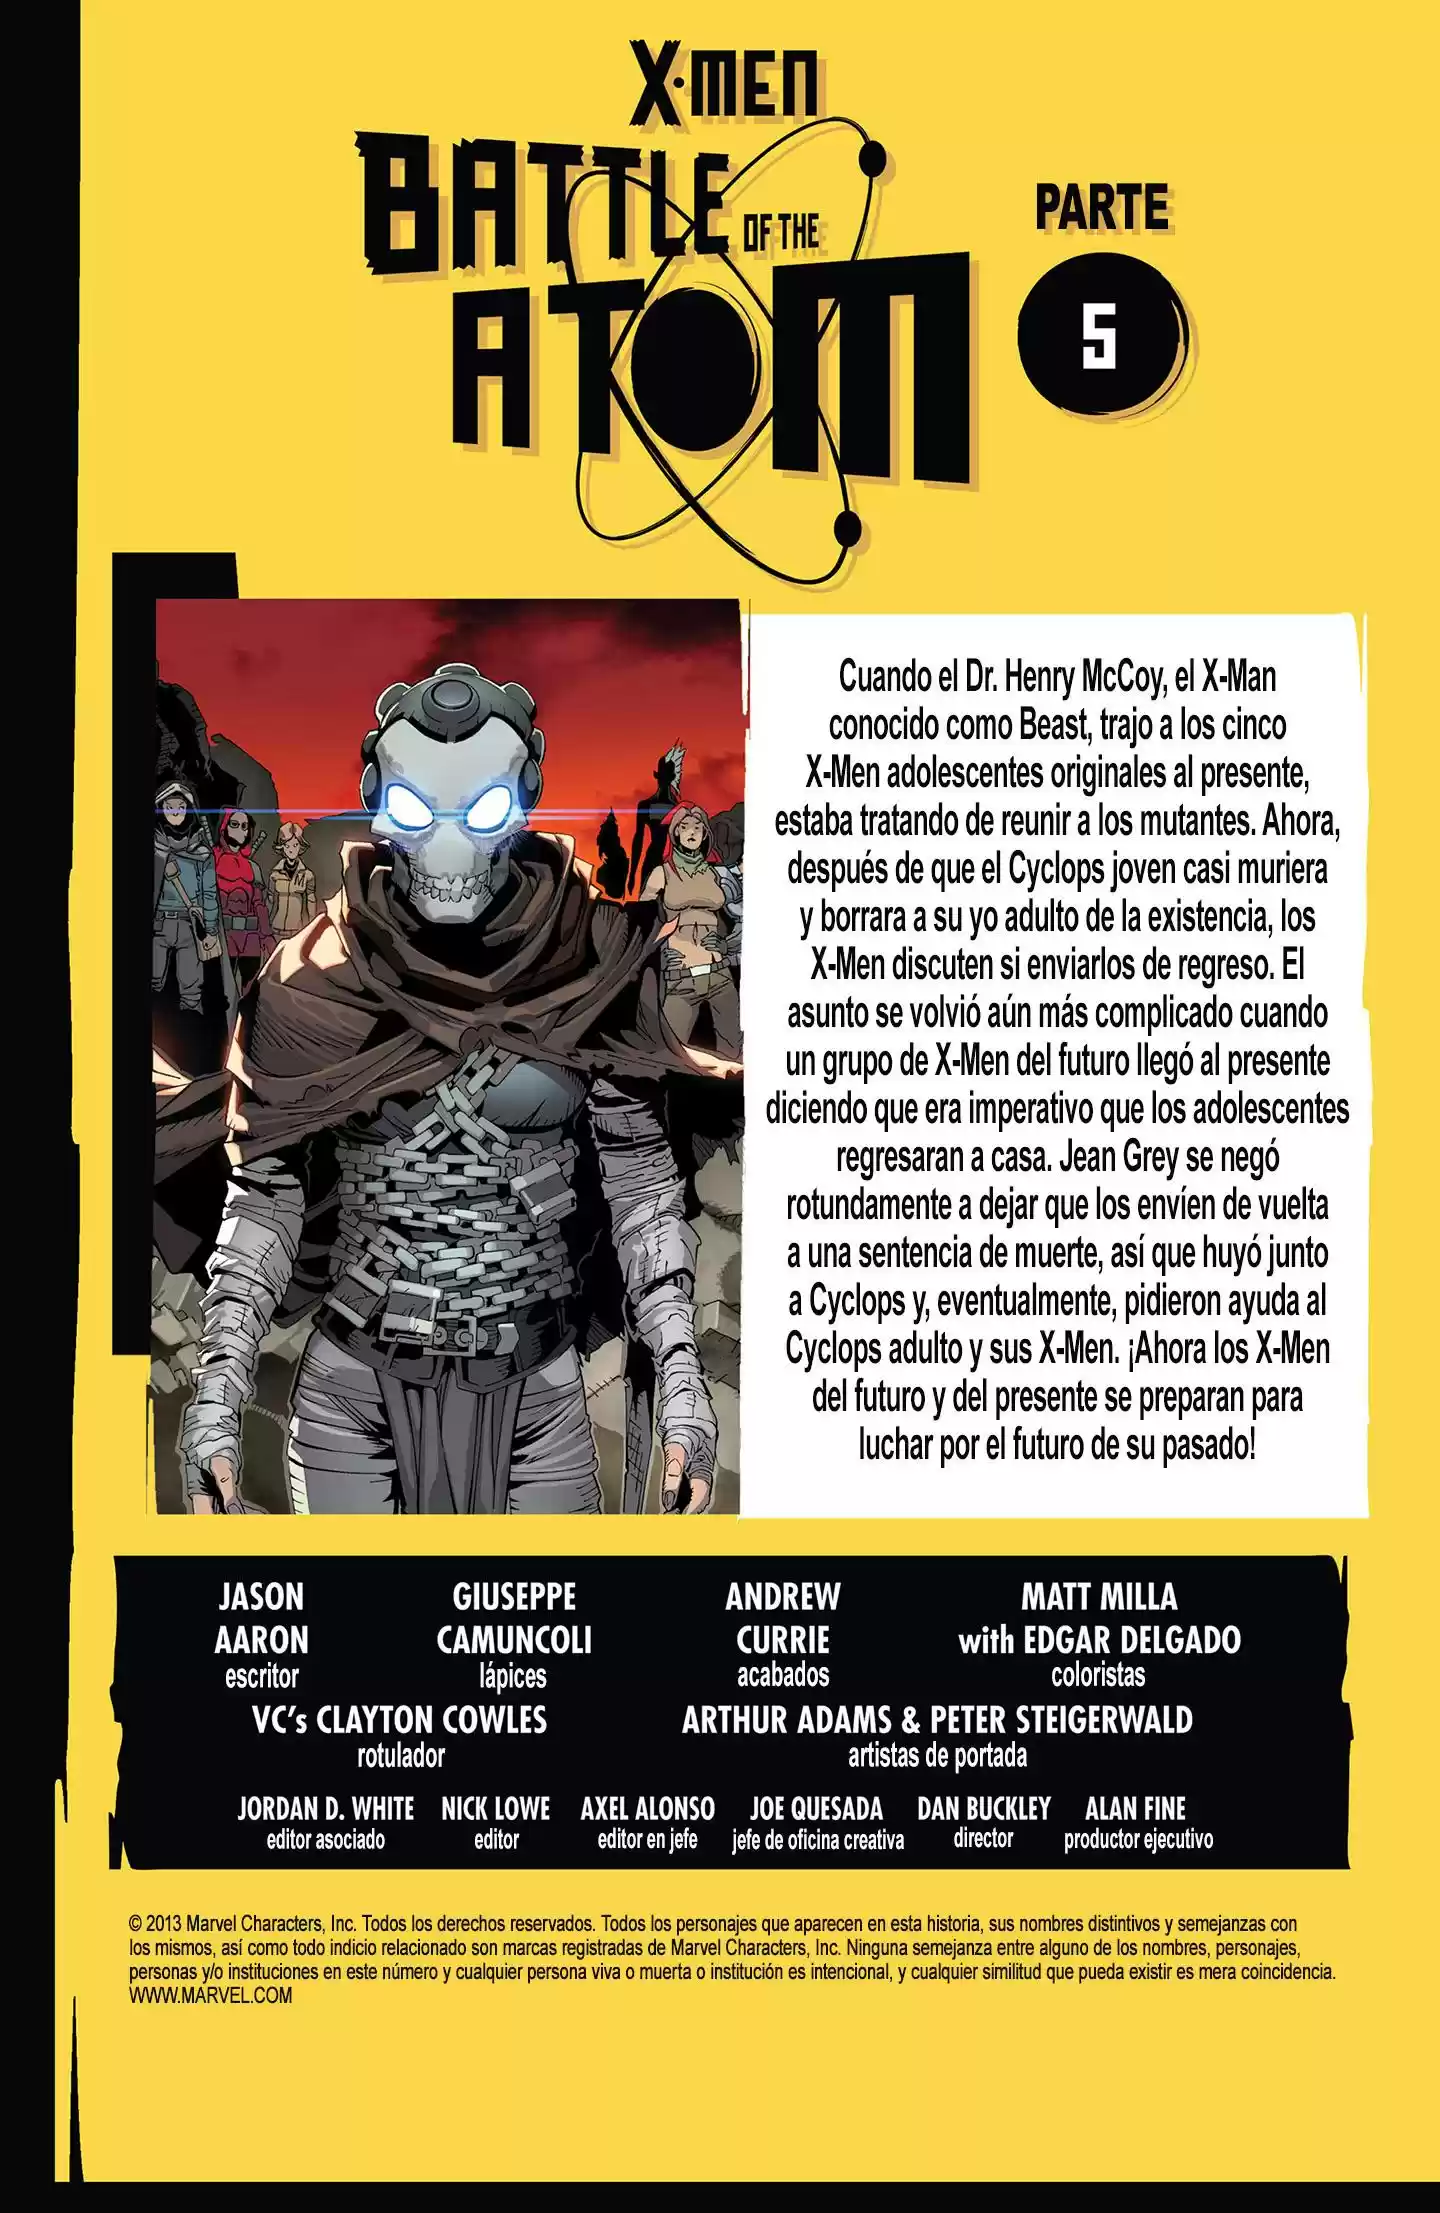 X-MEN
BATTLE OF THE
ATOM
PARTE
5
Cuando el Dr. Henry McCoy, el X-Man
conocido como Beast, trajo a los cinco
X-Men adolescentes originales al presente,
estaba tratando de reunir a los mutantes. Ahora,
después de que el Cyclops joven casi muriera
y borrara a su yo adulto de la existencia, los
X-Men discuten si enviarlos de regreso. El
asunto se volvió aún más complicado cuando
un grupo de X-Men del futuro llegó al presente
diciendo que era imperativo que los adolescentes
regresaran a casa. Jean Grey se negó
rotundamente a dejar que los envíen de vuelta
a una sentencia de muerte, así que huyó junto
a Cyclops y, eventualmente, pidieron ayuda al
Cyclops adulto y sus X-Men. ¡Ahora los X-Men
del futuro y del presente se preparan para
luchar por el futuro de su pasado!
JASON
AARON
escritor
GIUSEPPE
CAMUNCOLI
lápices
ANDREW
CURRIE
acabados
MATT MILLA
with EDGAR DELGADO
coloristas
VC's CLAYTON COWLES
rotulador
ARTHUR ADAMS & PETER STEIGERWALD
artistas de portada
JORDAN D. WHITE
editor asociado
NICK LOWE
editor
AXEL ALONSO
editor en jefe
JOE QUESADA
jefe de oficina creativa
DAN BUCKLEY
director
ALAN FINE
productor ejecutivo
© 2013 Marvel Characters, Inc. Todos los derechos reservados. Todos los personajes que aparecen en esta historia, sus nombres distintivos y semejanzas con
los mismos, así como todo indicio relacionado son marcas registradas de Marvel Characters, Inc. Ninguna semejanza entre alguno de los nombres, personajes,
personas y/o instituciones en este número y cualquier persona viva o muerta o institución es intencional, y cualquier similitud que pueda existir es mera coincidencia.
WWW.MARVEL.COM